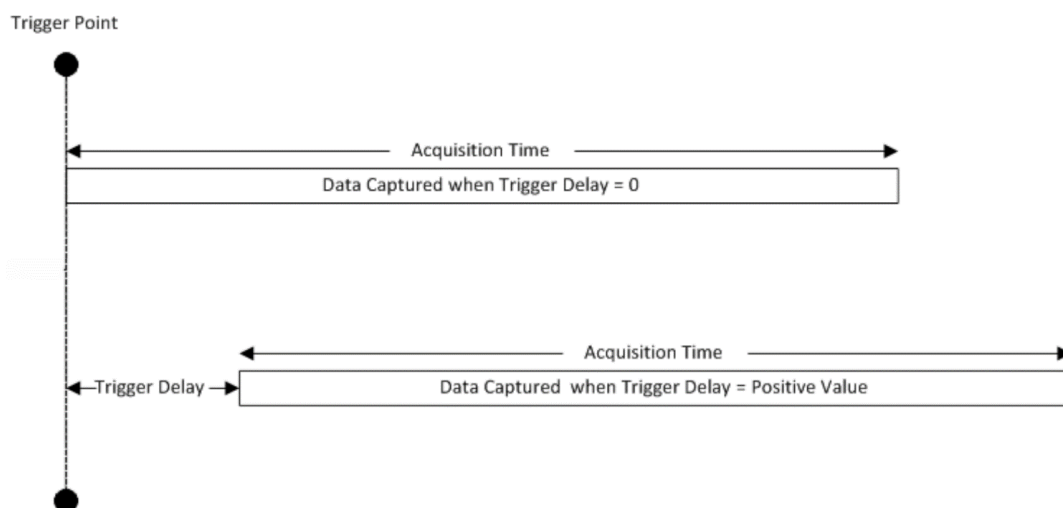 Trigger Point
Acquisition Time
Data Captured when Trigger Delay = 0
Acquisition Time
Trigger Delay
Data Captured when Trigger Delay = Positive Value